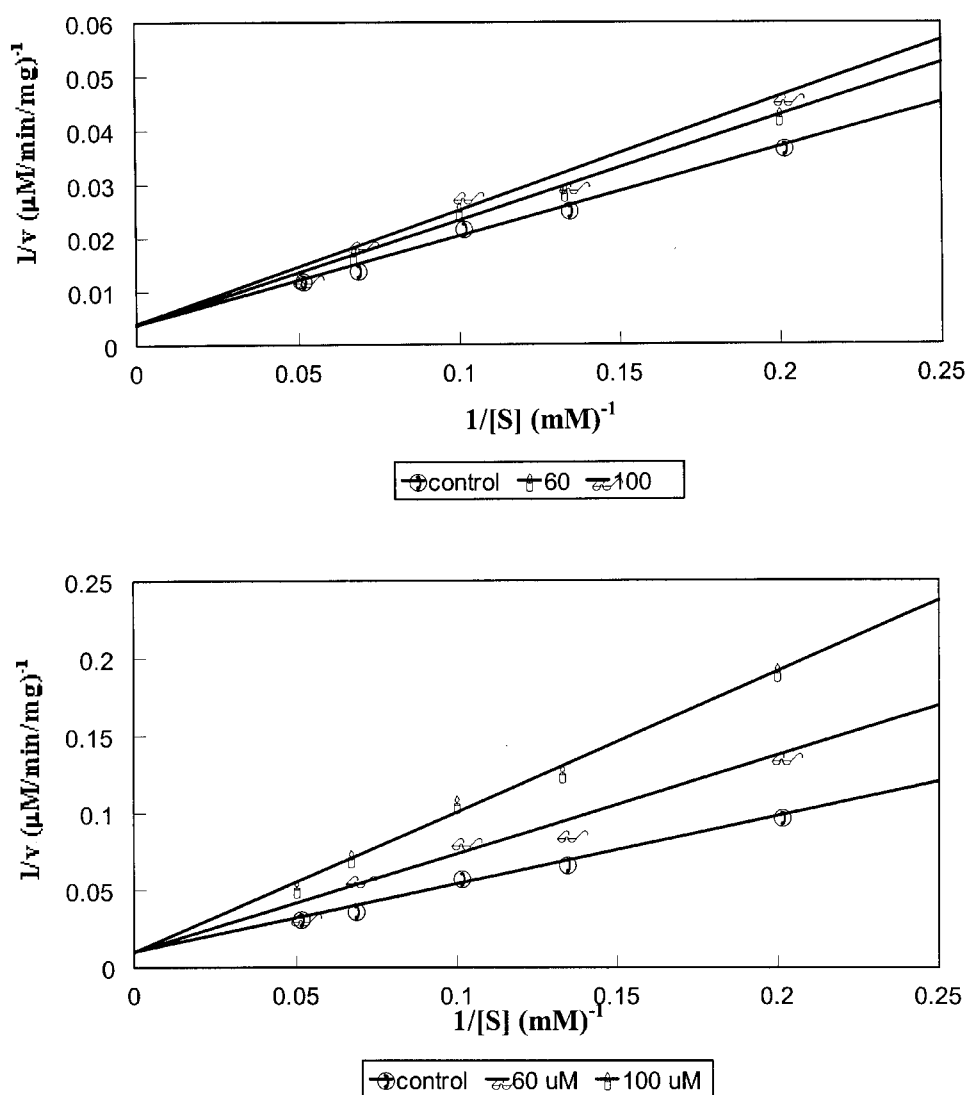 0.06
0.05
0.04
0.03
0.02
0.01
0
1/v (µM/min/mg)-1
0 0.05 0.1 0.15 0.2 0.25
1/[S] (mM)-1
control 60 100
0.25
0.2
0.15
0.1
0.05
0
1/v (µM/min/mg)-1
0 0.05 0.1 0.15 0.2 0.25
1/[S] (mM)-1
control 60 uM 100 uM